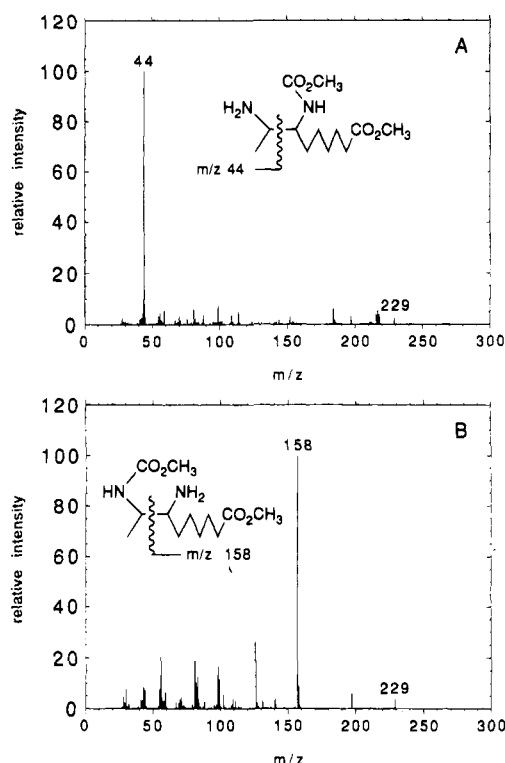 120
A
44
100
CO2CH3
H2N
NH
80
CO2CH3
60
m/z 44
relative intensity
40
20
229
0
0 50 100 150 200 250 300
m/z
120
B
158
100
CO2CH3
HN
NH2
80
CO2CH3
60
m/z 158
relative intensity
40
20
229
0
0 50 100 150 200 250 300
m/z